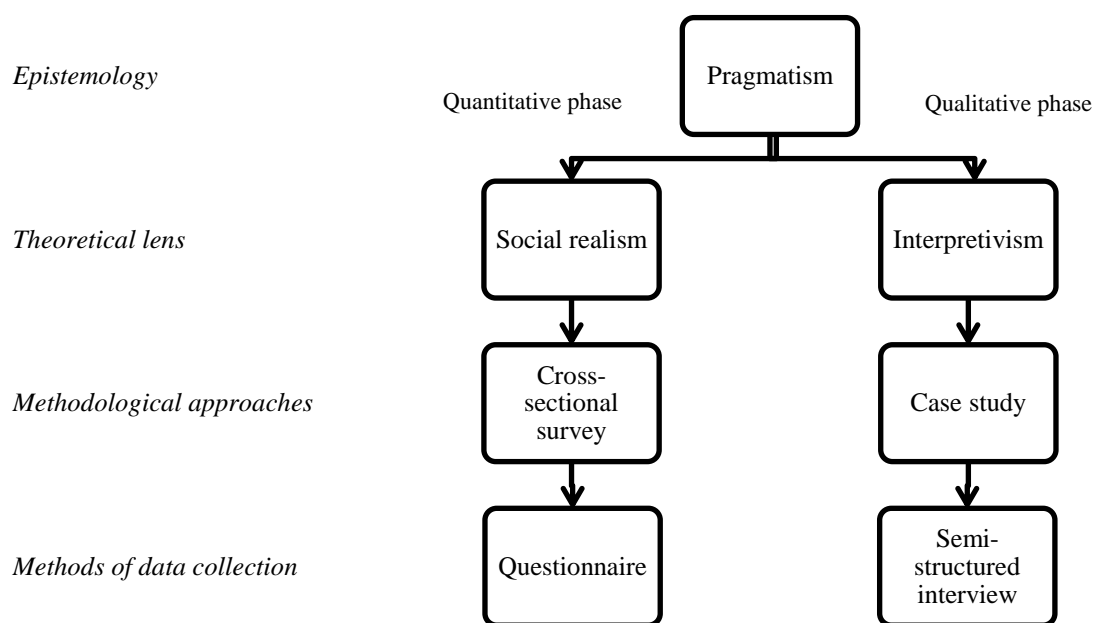 Epistemology
Pragmatism
Quantitative phase
Qualitative phase
Theoretical lens
Social realism
Interpretivism
Methodological approaches
Cross-
sectional
survey
Case study
Methods of data collection
Questionnaire
Semi-
structured
interview